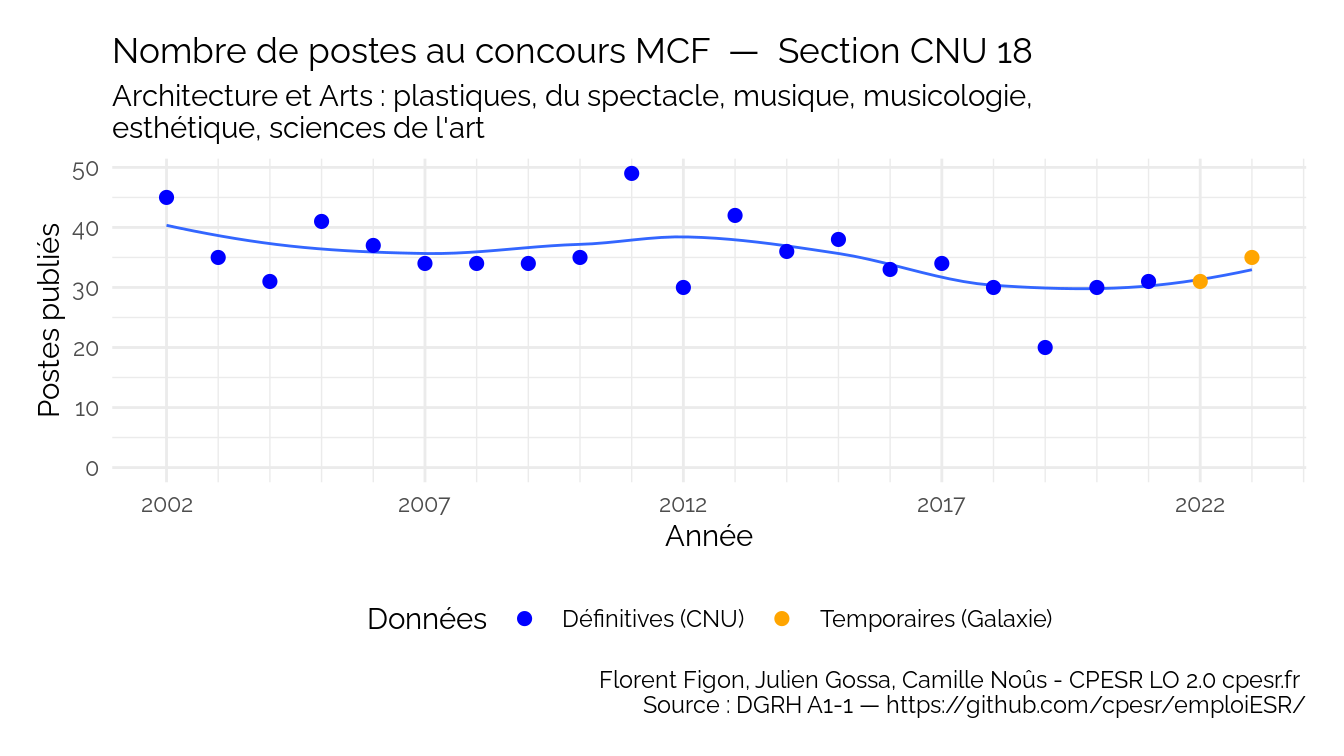 Nombre de postes au concours MCF — Section CNU 18
Architecture et Arts : plastiques, du spectacle, musique, musicologie,
esthétique, sciences de l'art
Postes publiés
50
40
30
20
10
0
2002 2007 2012 2017 2022
Année
Données Définitives (CNU) Temporaires (Galaxie)
Florent Figon, Julien Gossa, Camille Noûs - CPESR LO 2.0 cpesr.fr
Source : DGRH A1-1 — https://github.com/cpesr/emploiESR/